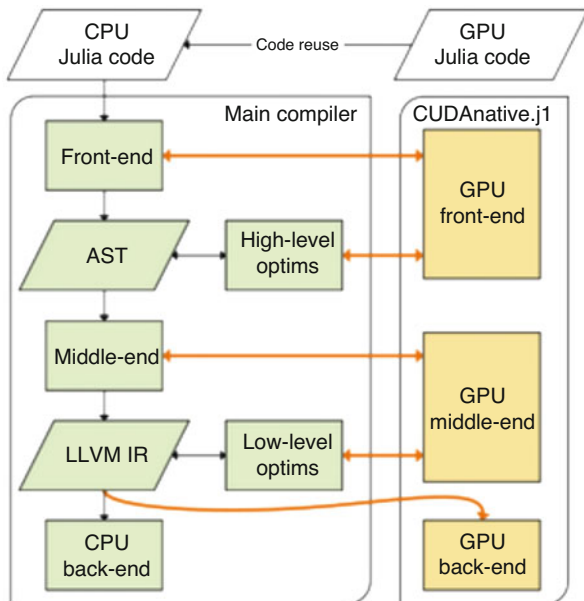 CPU
Julia code
Code reuse
GPU
Julia code
Main compiler
CUDAnative.j1
Front-end
GPU
front-end
AST
High-level
optims
Middle-end
GPU
middle-end
LLVM IR
Low-level
optims
CPU
back-end
GPU
back-end